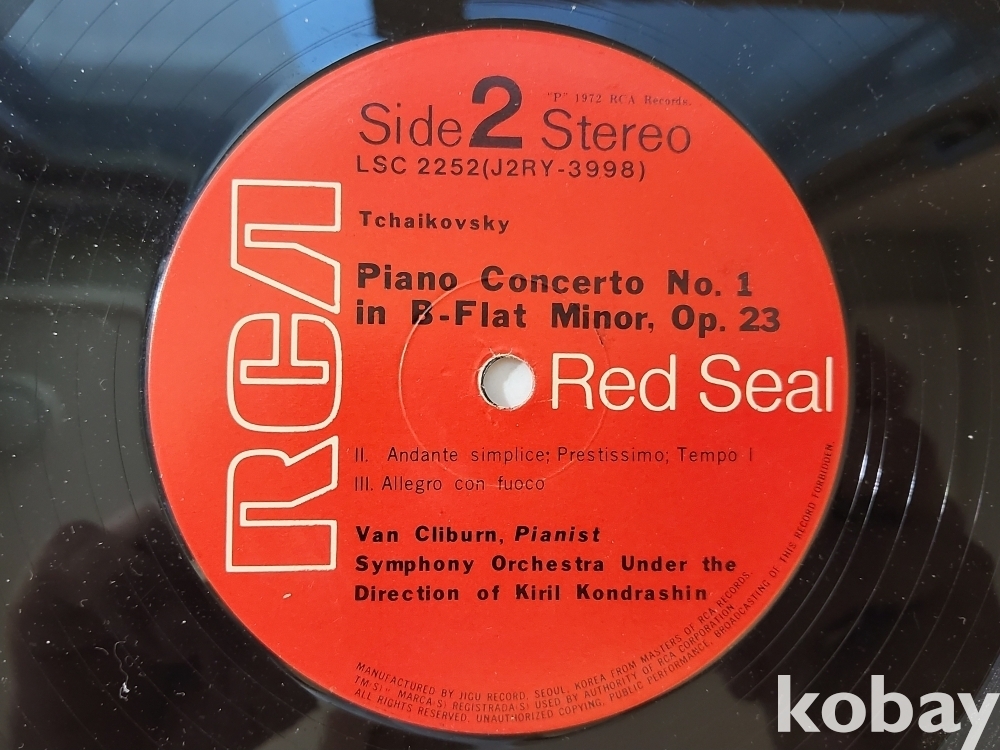 "P" 1972 RCA Records.
Side 2 Stereo
LSC 2252(J2RY-3998)
Tchaikovsky
Piano Concerto No. 1
in B-Flat Minor, Op. 23
RCA
Red Seal
II. Andante simplice; Prestissimo; Tempo I
III. Allegro con fuoco
Van Cliburn, Pianist
Symphony Orchestra Under the
Direction of Kiril Kondrashin
MANUFACTURED BY JIGU RECORD, SEOUL, KOREA FROM MASTERS OF RCA RECORDS.
TM·S) ® MARCA(S) REGISTRADA(S) USED BY AUTHORITY OF RCA CORPORATION
ALL RIGHTS RESERVED. UNAUTHORIZED COPYING, PUBLIC PERFORMANCE, BROADCASTING OF THIS RECORD FORBIDDEN.
kobay